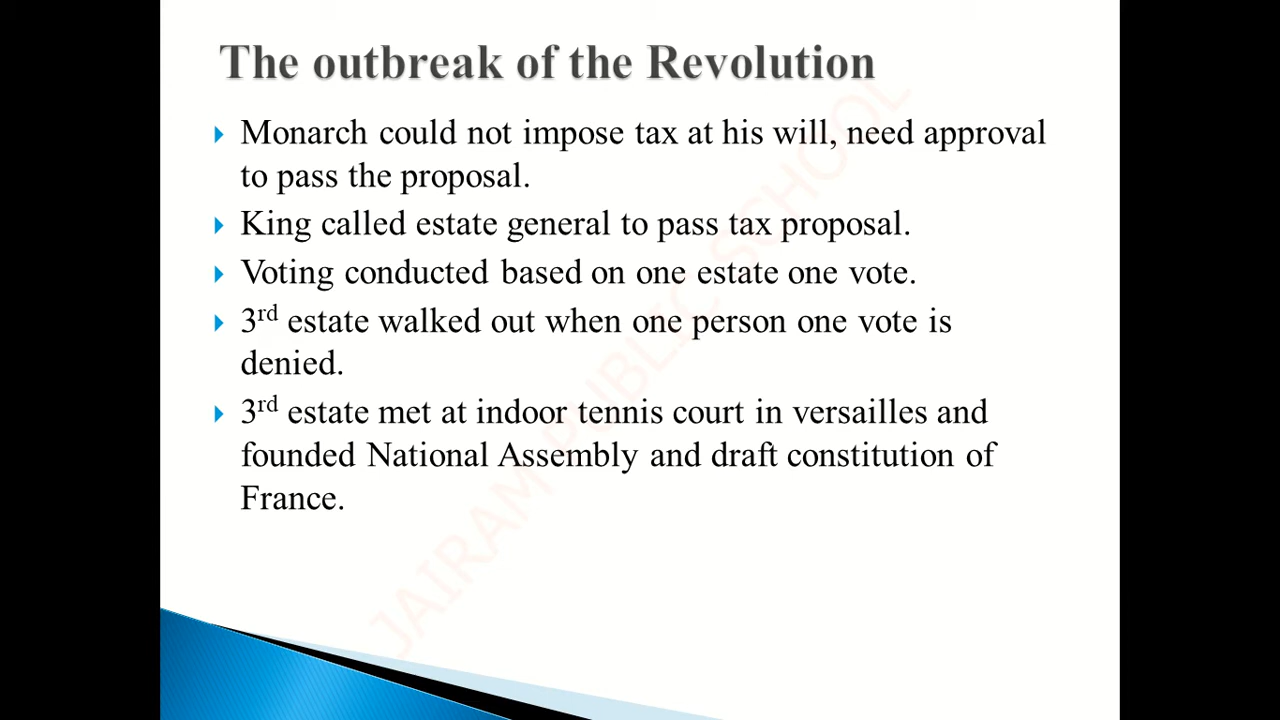 The outbreak of the Revolution
Monarch could not impose tax at his will, need approval
to pass the proposal.
King called estate general to pass tax proposal.
Voting conducted based on one estate one vote.
3rd estate walked out when one person one vote is
denied.
3rd estate met at indoor tennis court in versailles and
founded National Assembly and draft constitution of
France.
JAIRAM PUBLIC SCHOOL